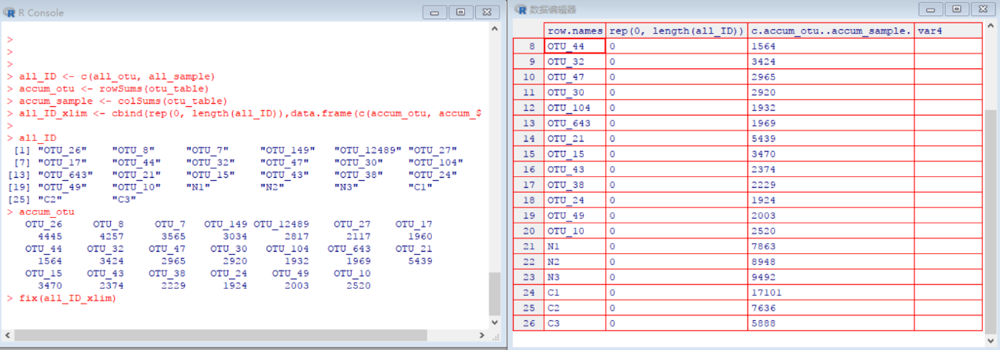 R Console
>
>
>
> all_ID <- c(all_otu, all_sample)
> accum_otu <- rowSums(otu_table)
> accum_sample <- colSums(otu_table)
> all_ID_xlim <- cbind(rep(0, length(all_ID)),data.frame(c(accum_otu, accum_$
>
> all_ID
[1] "OTU_26" "OTU_8" "OTU_7" "OTU_149" "OTU_12489" "OTU_27"
[7] "OTU_17" "OTU_44" "OTU_32" "OTU_47" "OTU_30" "OTU_104"
[13] "OTU_643" "OTU_21" "OTU_15" "OTU_43" "OTU_38" "OTU_24"
[19] "OTU_49" "OTU_10" "N1" "N2" "N3" "C1"
[25] "C2" "C3"
> accum_otu
OTU_26 OTU_8 OTU_7 OTU_149 OTU_12489 OTU_27 OTU_17
4445 4257 3565 3034 2817 2117 1960
OTU_44 OTU_32 OTU_47 OTU_30 OTU_104 OTU_643 OTU_21
1564 3424 2965 2920 1932 1969 5439
OTU_15 OTU_43 OTU_38 OTU_24 OTU_49 OTU_10
3470 2374 2229 1924 2003 2520
> fix(all_ID_xlim)
数据编辑器
row.names rep(0, length(all_ID)) c.accum_otu..accum_sample. var4
8 OTU_44 0 1564
9 OTU_32 0 3424
10 OTU_47 0 2965
11 OTU_30 0 2920
12 OTU_104 0 1932
13 OTU_643 0 1969
14 OTU_21 0 5439
15 OTU_15 0 3470
16 OTU_43 0 2374
17 OTU_38 0 2229
18 OTU_24 0 1924
19 OTU_49 0 2003
20 OTU_10 0 2520
21 N1 0 7863
22 N2 0 8948
23 N3 0 9492
24 C1 0 17101
25 C2 0 7636
26 C3 0 5888